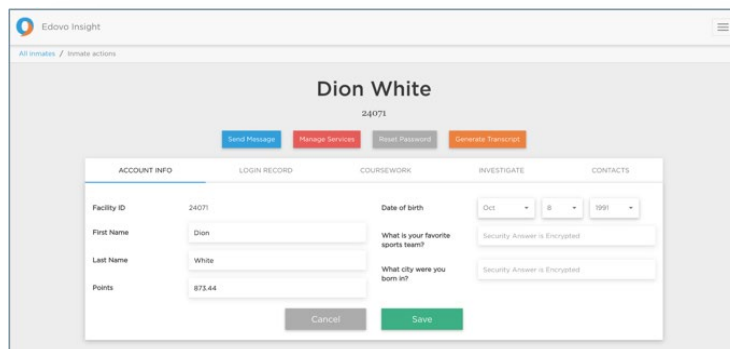 Edovo Insight
All inmates / Inmate actions
Dion White
24071
Send Message Manage Services Reset Password Generate Transcript
ACCOUNT INFO LOGIN RECORD COURSEWORK INVESTIGATE CONTACTS
Facility ID 24071 Date of birth Oct 8 1991
First Name Dion What is your favorite sports team? Security Answer is Encrypted
Last Name White What city were you born in? Security Answer is Encrypted
Points 873.44
Cancel Save